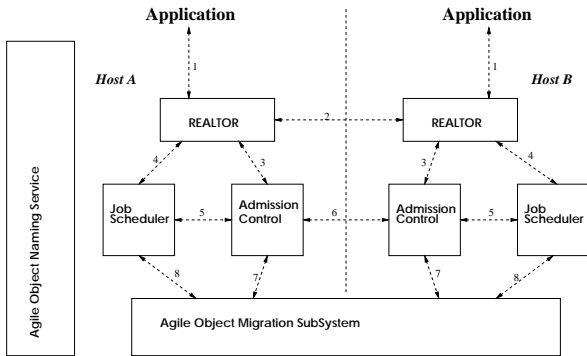 Application
Application
1
1
Host A
Host B
REALTOR
2
REALTOR
4
3
3
4
Job
Scheduler
5
Admission
Control
6
Admission
Control
5
Job
Scheduler
8
7
7
8
Agile Object Migration SubSystem
Agile Object Naming Service